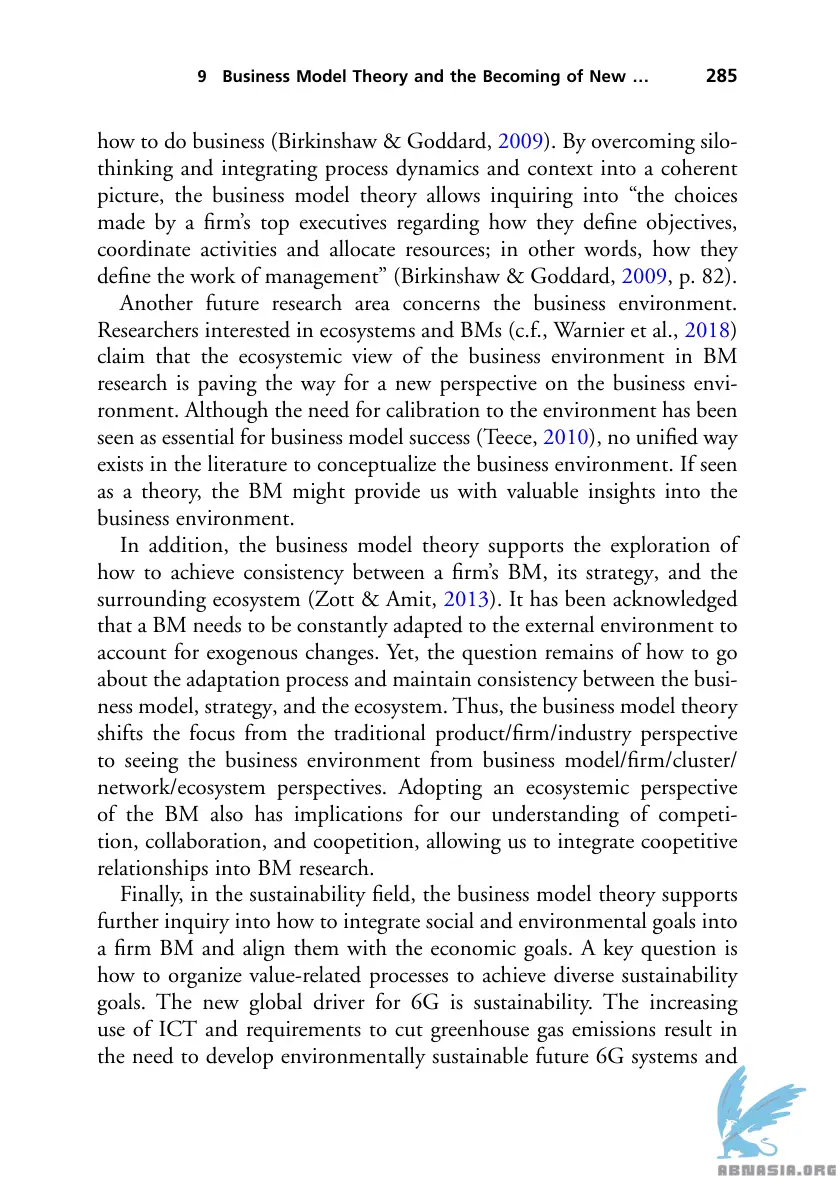 9 Business Model Theory and the Becoming of New … 285
how to do business (Birkinshaw & Goddard, 2009). By overcoming silo-
thinking and integrating process dynamics and context into a coherent
picture, the business model theory allows inquiring into “the choices
made by a firm’s top executives regarding how they define objectives,
coordinate activities and allocate resources; in other words, how they
define the work of management” (Birkinshaw & Goddard, 2009, p. 82).
Another future research area concerns the business environment.
Researchers interested in ecosystems and BMs (c.f., Warnier et al., 2018)
claim that the ecosystemic view of the business environment in BM
research is paving the way for a new perspective on the business envi-
ronment. Although the need for calibration to the environment has been
seen as essential for business model success (Teece, 2010), no unified way
exists in the literature to conceptualize the business environment. If seen
as a theory, the BM might provide us with valuable insights into the
business environment.
In addition, the business model theory supports the exploration of
how to achieve consistency between a firm’s BM, its strategy, and the
surrounding ecosystem (Zott & Amit, 2013). It has been acknowledged
that a BM needs to be constantly adapted to the external environment to
account for exogenous changes. Yet, the question remains of how to go
about the adaptation process and maintain consistency between the busi-
ness model, strategy, and the ecosystem. Thus, the business model theory
shifts the focus from the traditional product/firm/industry perspective
to seeing the business environment from business model/firm/cluster/
network/ecosystem perspectives. Adopting an ecosystemic perspective
of the BM also has implications for our understanding of competi-
tion, collaboration, and coopetition, allowing us to integrate coopetitive
relationships into BM research.
Finally, in the sustainability field, the business model theory supports
further inquiry into how to integrate social and environmental goals into
a firm BM and align them with the economic goals. A key question is
how to organize value-related processes to achieve diverse sustainability
goals. The new global driver for 6G is sustainability. The increasing
use of ICT and requirements to cut greenhouse gas emissions result in
the need to develop environmentally sustainable future 6G systems and
ABNASIA.ORG